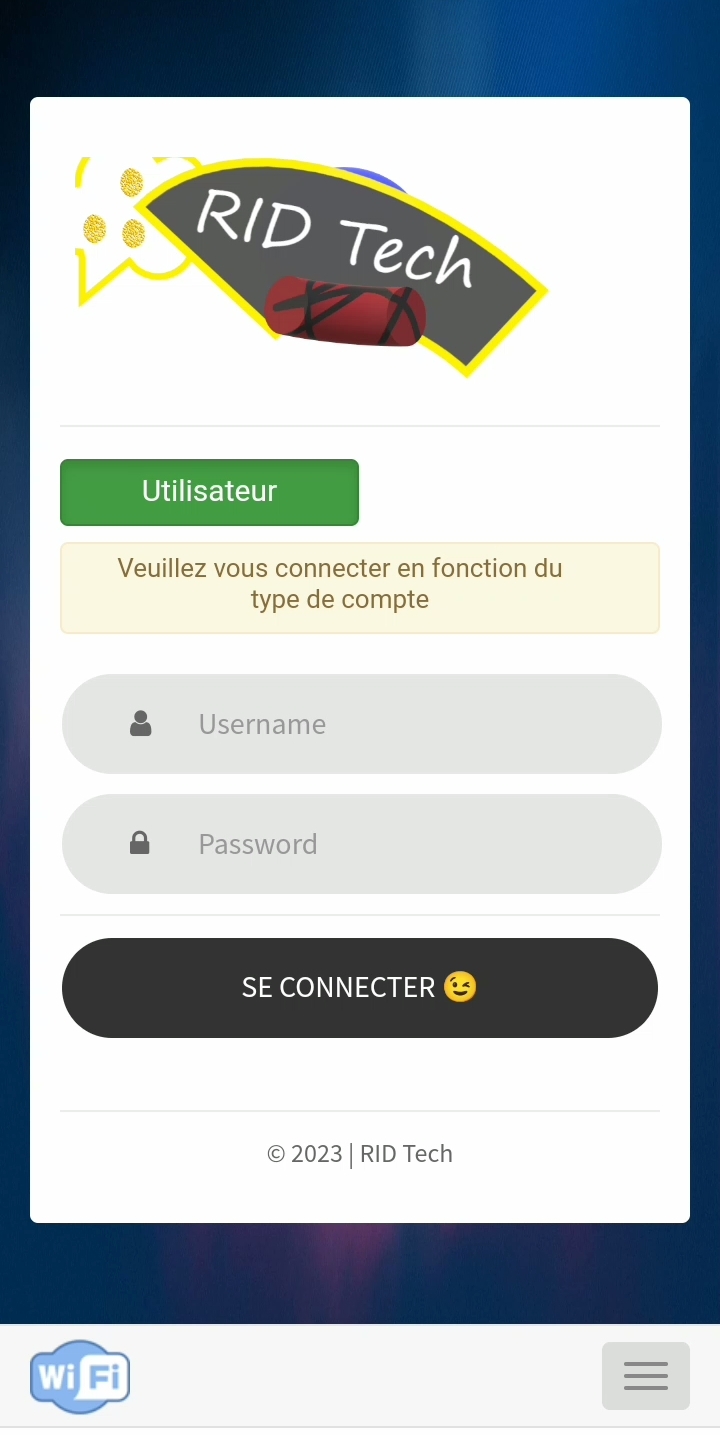 RID Tech
Utilisateur
Veuillez vous connecter en fonction du
type de compte
Username
Password
SE CONNECTER 😉
© 2023 | RID Tech
WiFi